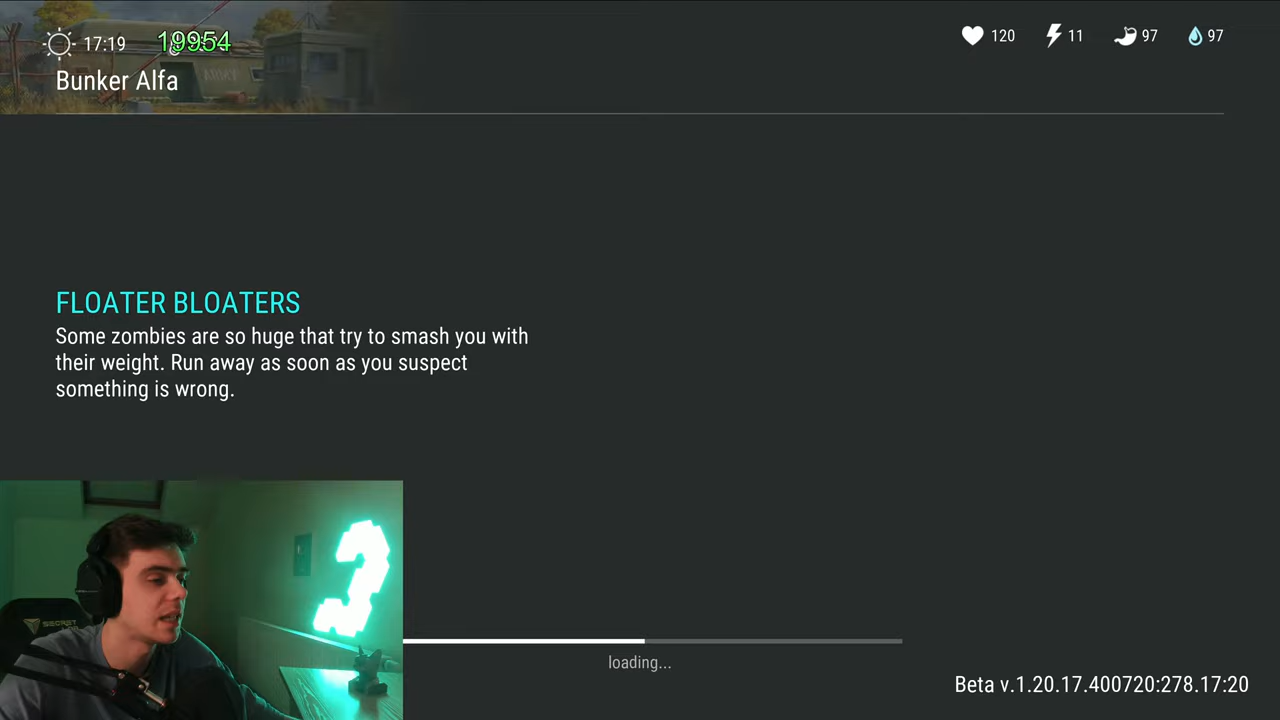 17:19
19954
120
11
97
97
Bunker Alfa
FLOATER BLOATERS
Some zombies are so huge that try to smash you with
their weight. Run away as soon as you suspect
something is wrong.
SECRET
loading...
Beta v.1.20.17.400720:278.17:20